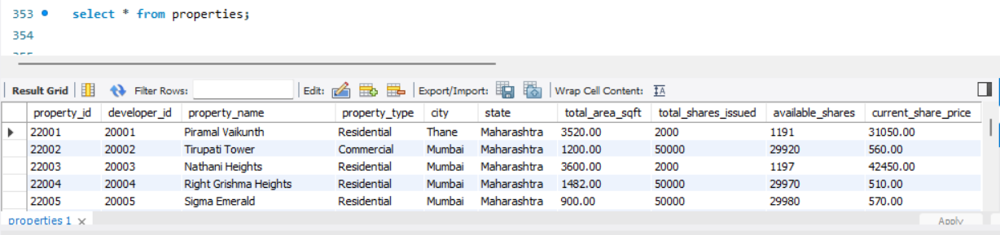 353 select * from properties;
354
355
Result Grid Filter Rows: Edit: Export/Import: Wrap Cell Content:
property_id developer_id property_name property_type city state total_area_sqft total_shares_issued available_shares current_share_price
22001 20001 Piramal Vaikunth Residential Thane Maharashtra 3520.00 2000 1191 31050.00
22002 20002 Tirupati Tower Commercial Mumbai Maharashtra 1200.00 50000 29920 560.00
22003 20003 Nathani Heights Residential Mumbai Maharashtra 3600.00 2000 1197 42450.00
22004 20004 Right Grishma Heights Residential Mumbai Maharashtra 1482.00 50000 29970 510.00
22005 20005 Sigma Emerald Residential Mumbai Maharashtra 900.00 50000 29980 570.00
properties 1 Apply